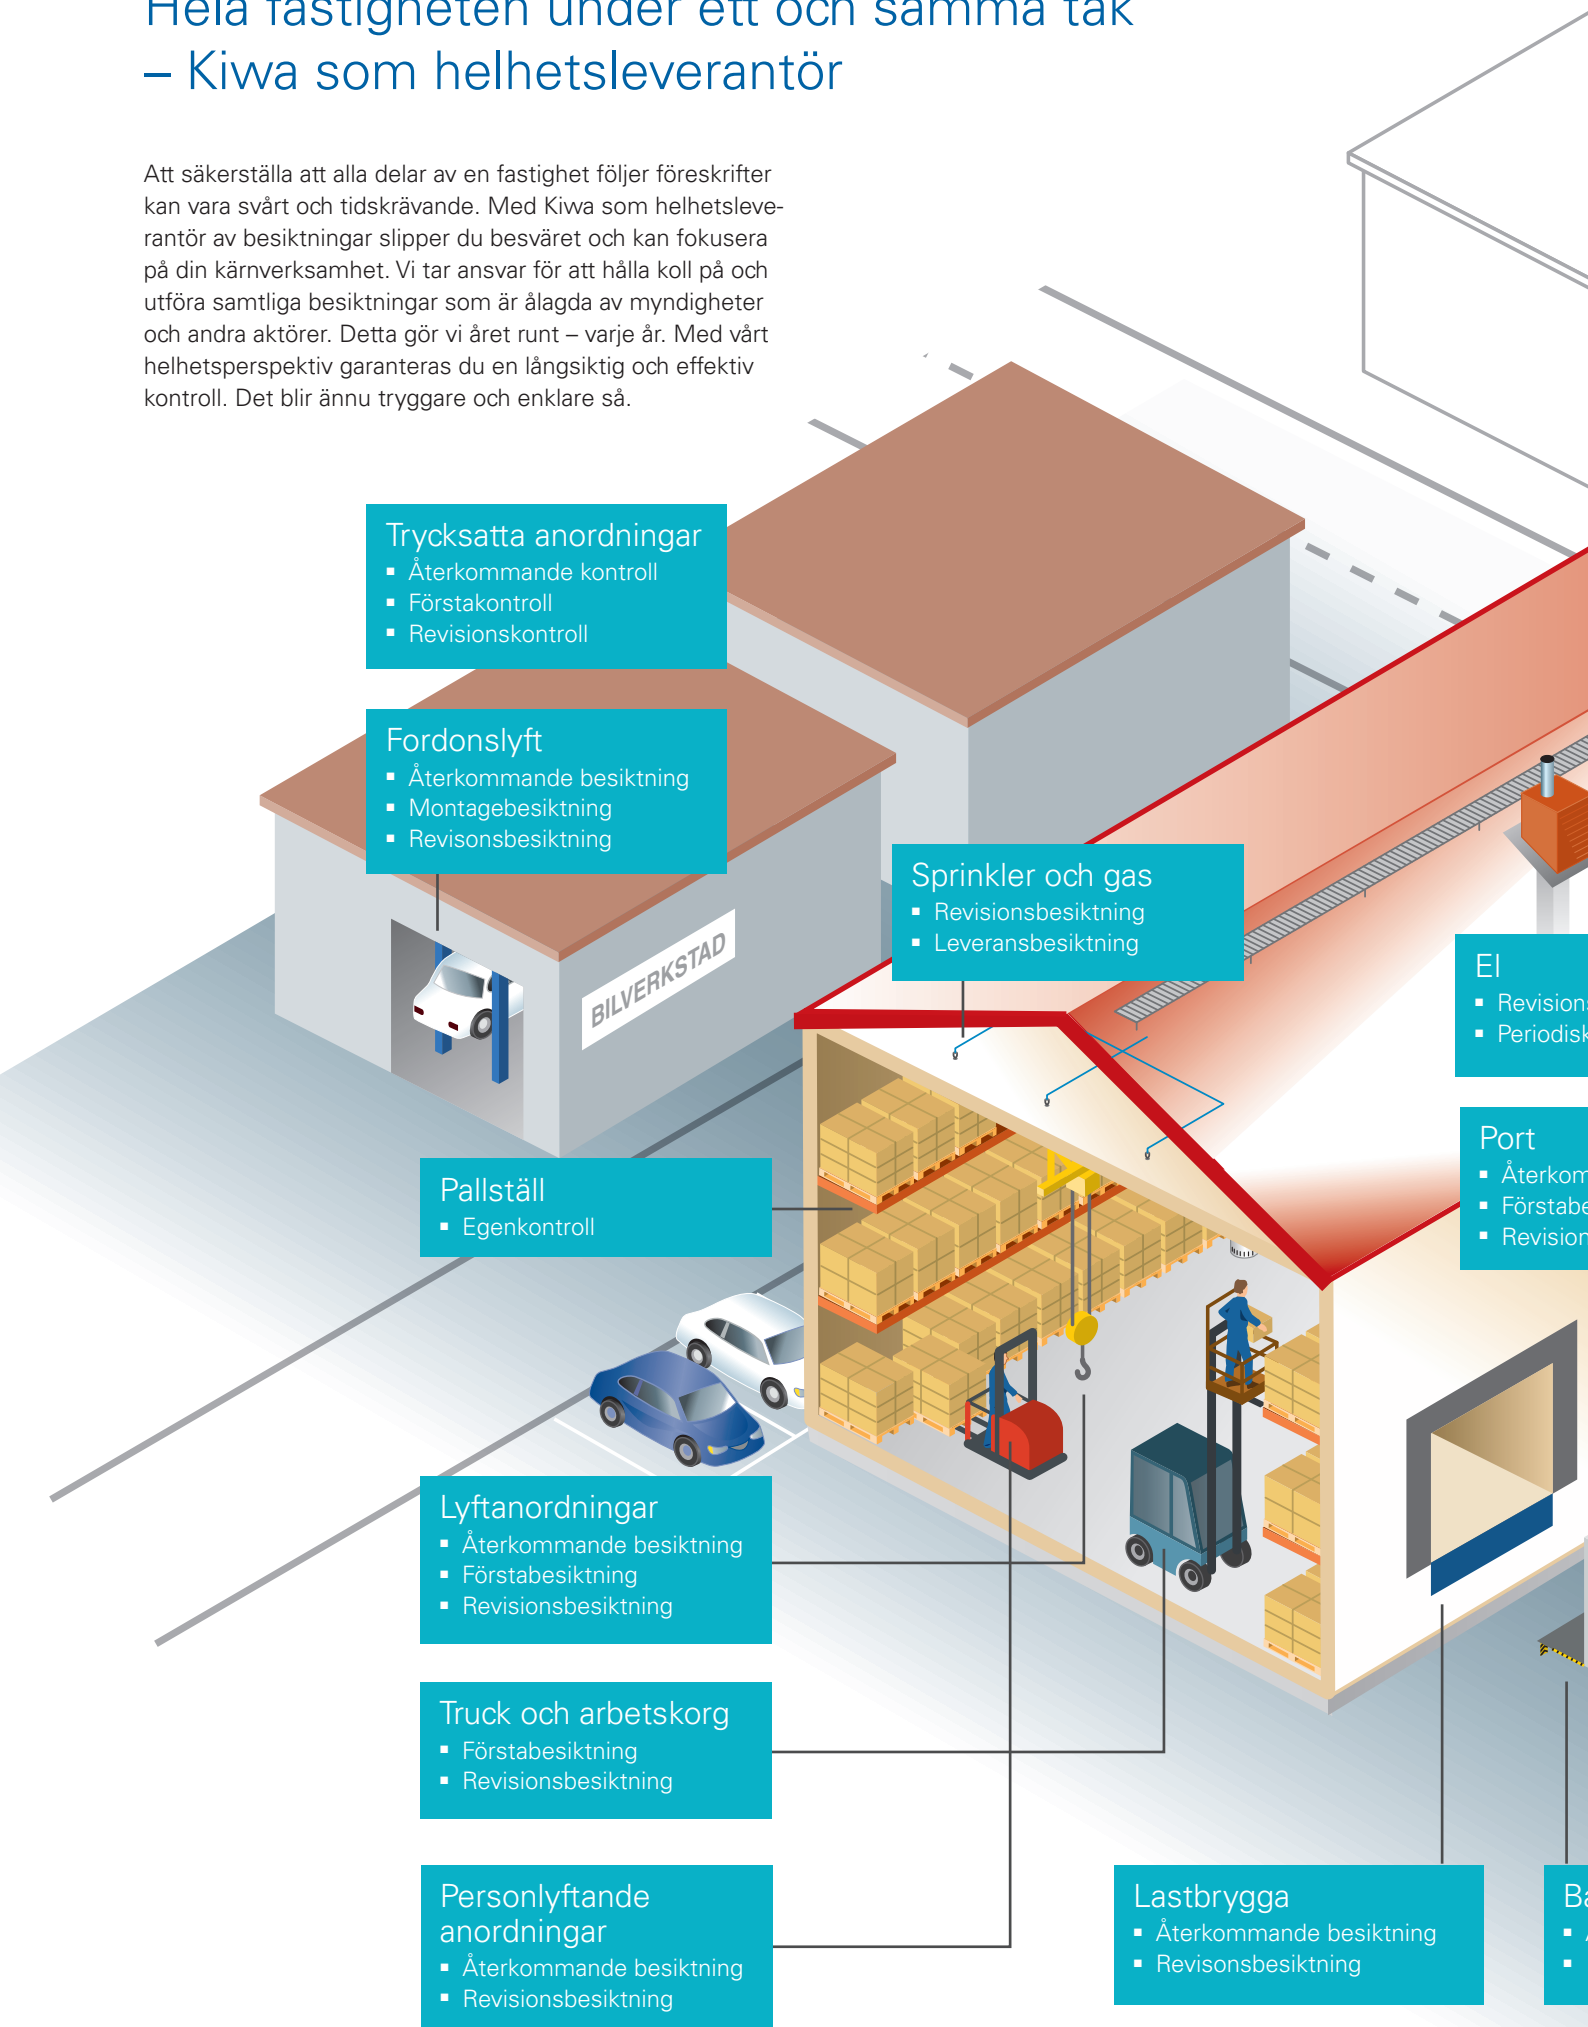 Hela fastigheten under ett och samma tak
– Kiwa som helhetsleverantör
Att säkerställa att alla delar av en fastighet följer föreskrifter
kan vara svårt och tidskrävande. Med Kiwa som helhetsleve-
rantör av besiktningar slipper du besväret och kan fokusera
på din kärnverksamhet. Vi tar ansvar för att hålla koll på och
utföra samtliga besiktningar som är ålagda av myndigheter
och andra aktörer. Detta gör vi året runt – varje år. Med vårt
helhetsperspektiv garanteras du en långsiktig och effektiv
kontroll. Det blir ännu tryggare och enklare så.
Trycksatta anordningar
▪ Återkommande kontroll
▪ Förstakontroll
▪ Revisionskontroll
Fordonslyft
▪ Återkommande besiktning
▪ Montagebesiktning
▪ Revisonsbesiktning
BILVERKSTAD
Sprinkler och gas
▪ Revisionsbesiktning
▪ Leveransbesiktning
El
▪ Revisions
▪ Periodisk
Port
▪ Återkom
▪ Förstabe
▪ Revision
Pallställ
▪ Egenkontroll
Lyftanordningar
▪ Återkommande besiktning
▪ Förstabesiktning
▪ Revisionsbesiktning
Truck och arbetskorg
▪ Förstabesiktning
▪ Revisionsbesiktning
Personlyftande
anordningar
▪ Återkommande besiktning
▪ Revisionsbesiktning
Lastbrygga
▪ Återkommande besiktning
▪ Revisonsbesiktning